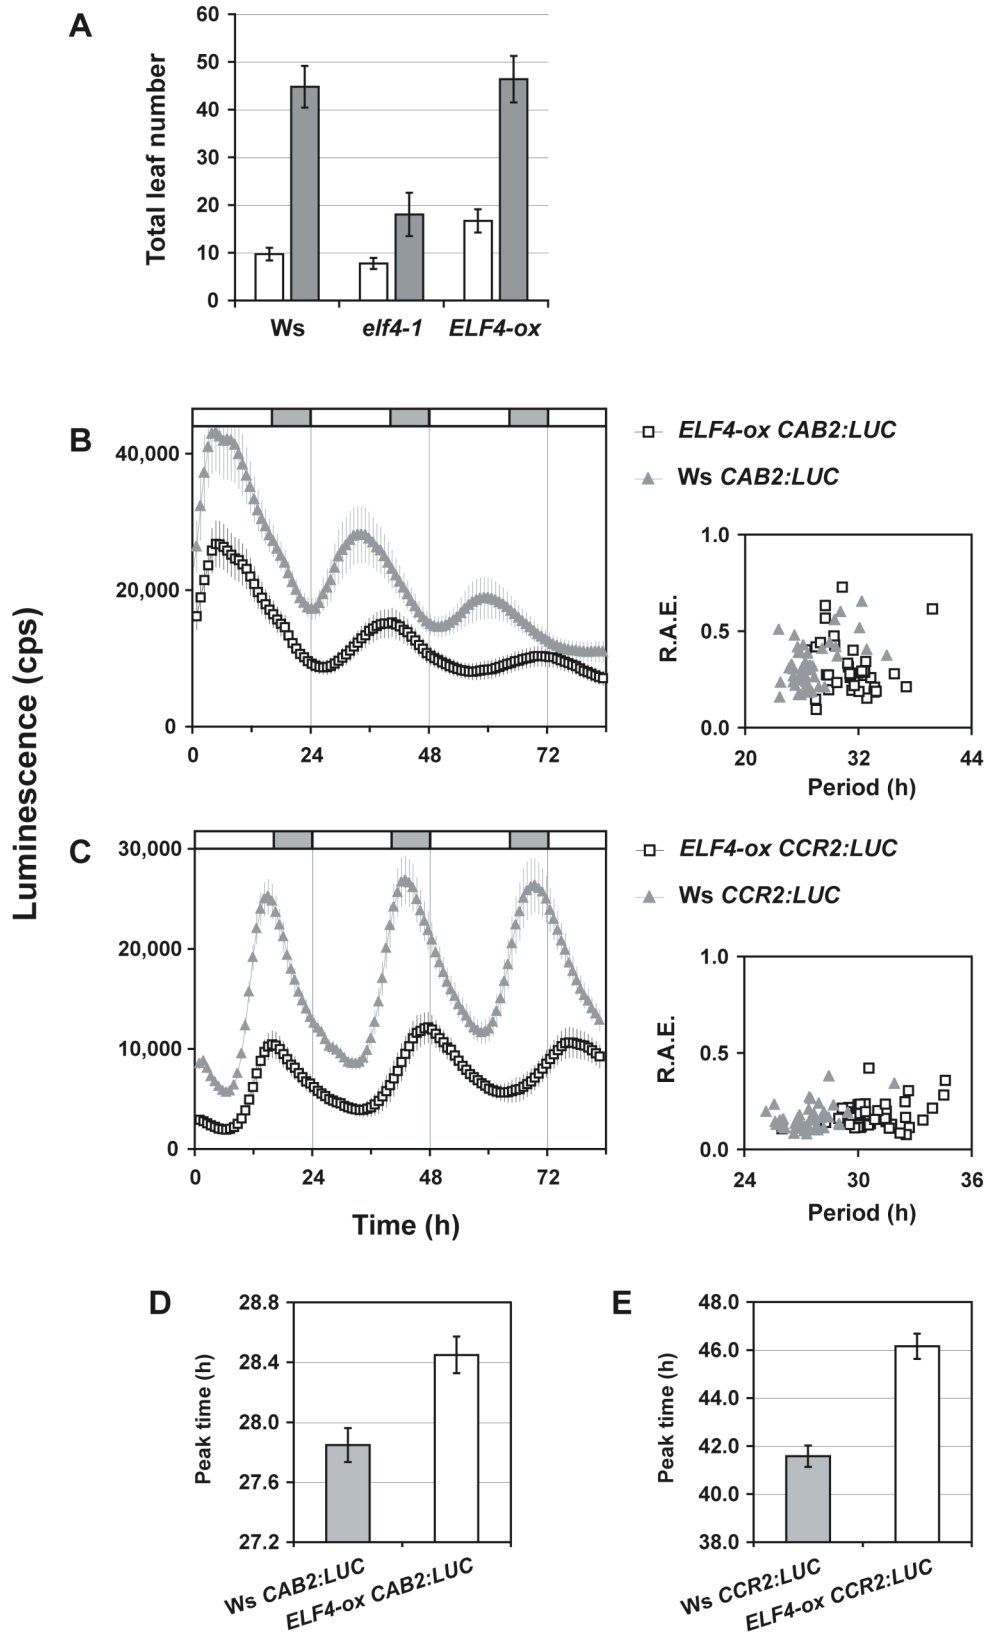 A
Total leaf number
60
50
40
30
20
10
0
Ws
elf4-1
ELF4-ox
Luminescence (cps)
B
40,000
20,000
0
0
24
48
72
ELF4-ox CAB2:LUC
Ws CAB2:LUC
R.A.E.
1.0
0.5
0.0
20
32
44
Period (h)
C
30,000
20,000
10,000
0
0
24
48
72
Time (h)
ELF4-ox CCR2:LUC
Ws CCR2:LUC
R.A.E.
1.0
0.5
0.0
24
30
36
Period (h)
D
Peak time (h)
28.8
28.4
28.0
27.6
27.2
Ws CAB2:LUC
ELF4-ox CAB2:LUC
E
Peak time (h)
48.0
46.0
44.0
42.0
40.0
38.0
Ws CCR2:LUC
ELF4-ox CCR2:LUC